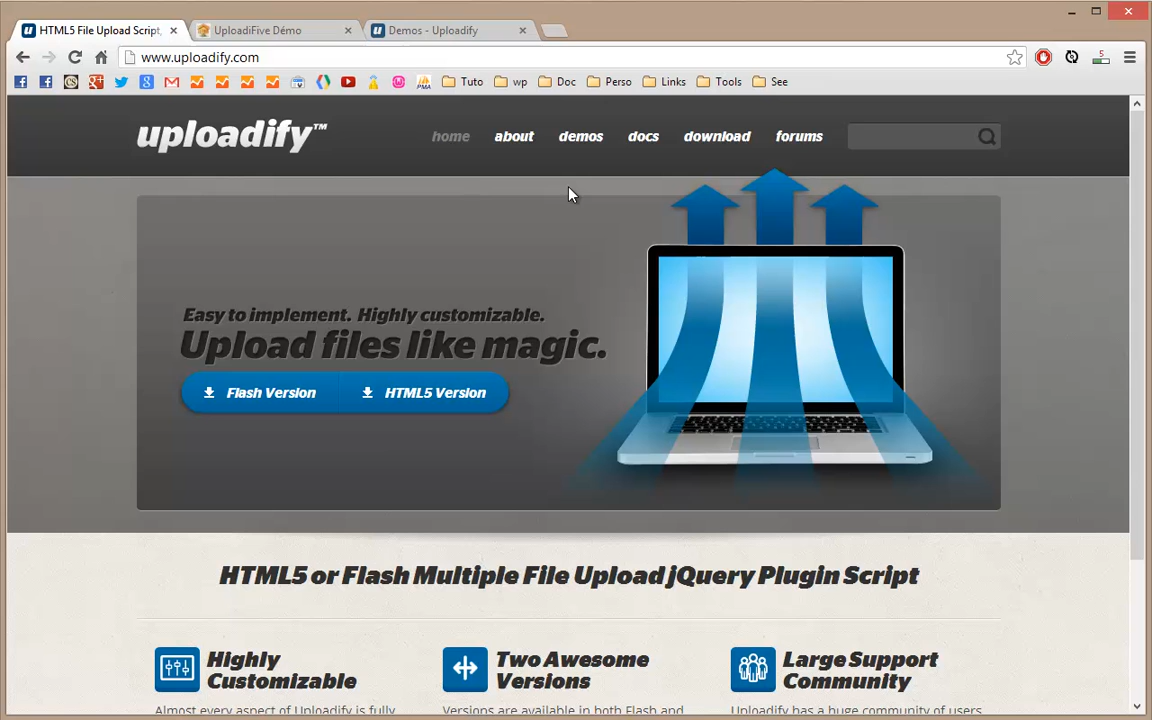 HTML5 File Upload Script,
UploadiFive Démo
Demos - Uploadify
www.uploadify.com
5
Tuto
wp
Doc
Perso
Links
Tools
See
uploadify™
home
about
demos
docs
download
forums
Easy to implement. Highly customizable.
Upload files like magic.
Flash Version
HTML5 Version
HTML5 or Flash Multiple File Upload jQuery Plugin Script
Highly
Customizable
Two Awesome
Versions
Large Support
Community
Almost every aspect of Uploadify is fully
Versions are available in both Flash and
Uploadify has a huge community of users